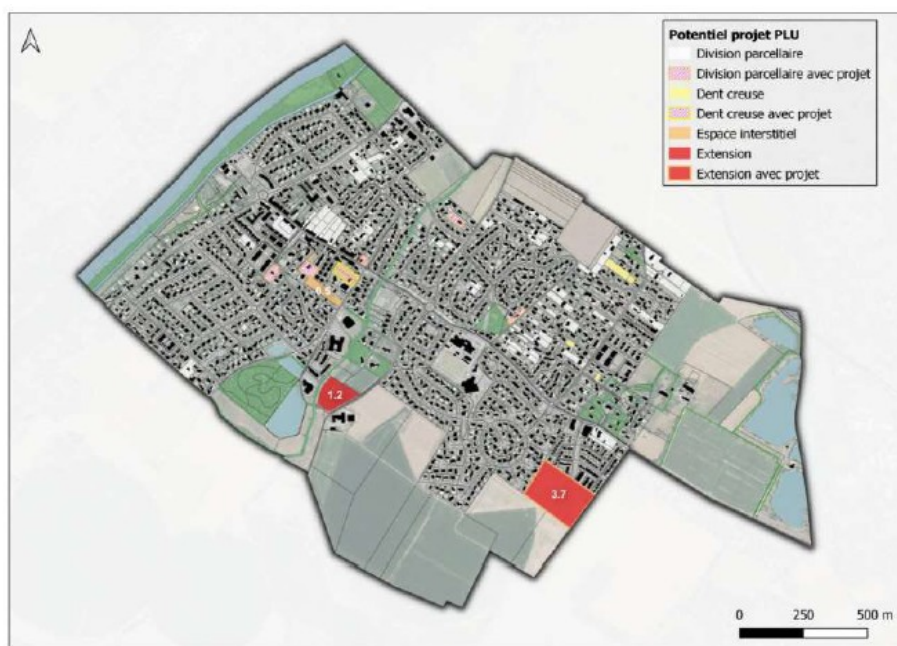 Potentiel projet PLU
Division parcellaire
Division parcellaire avec projet
Dent creuse
Dent creuse avec projet
Espace interstitiel
Extension
Extension avec projet
1.2
3.7
0 250 500 m